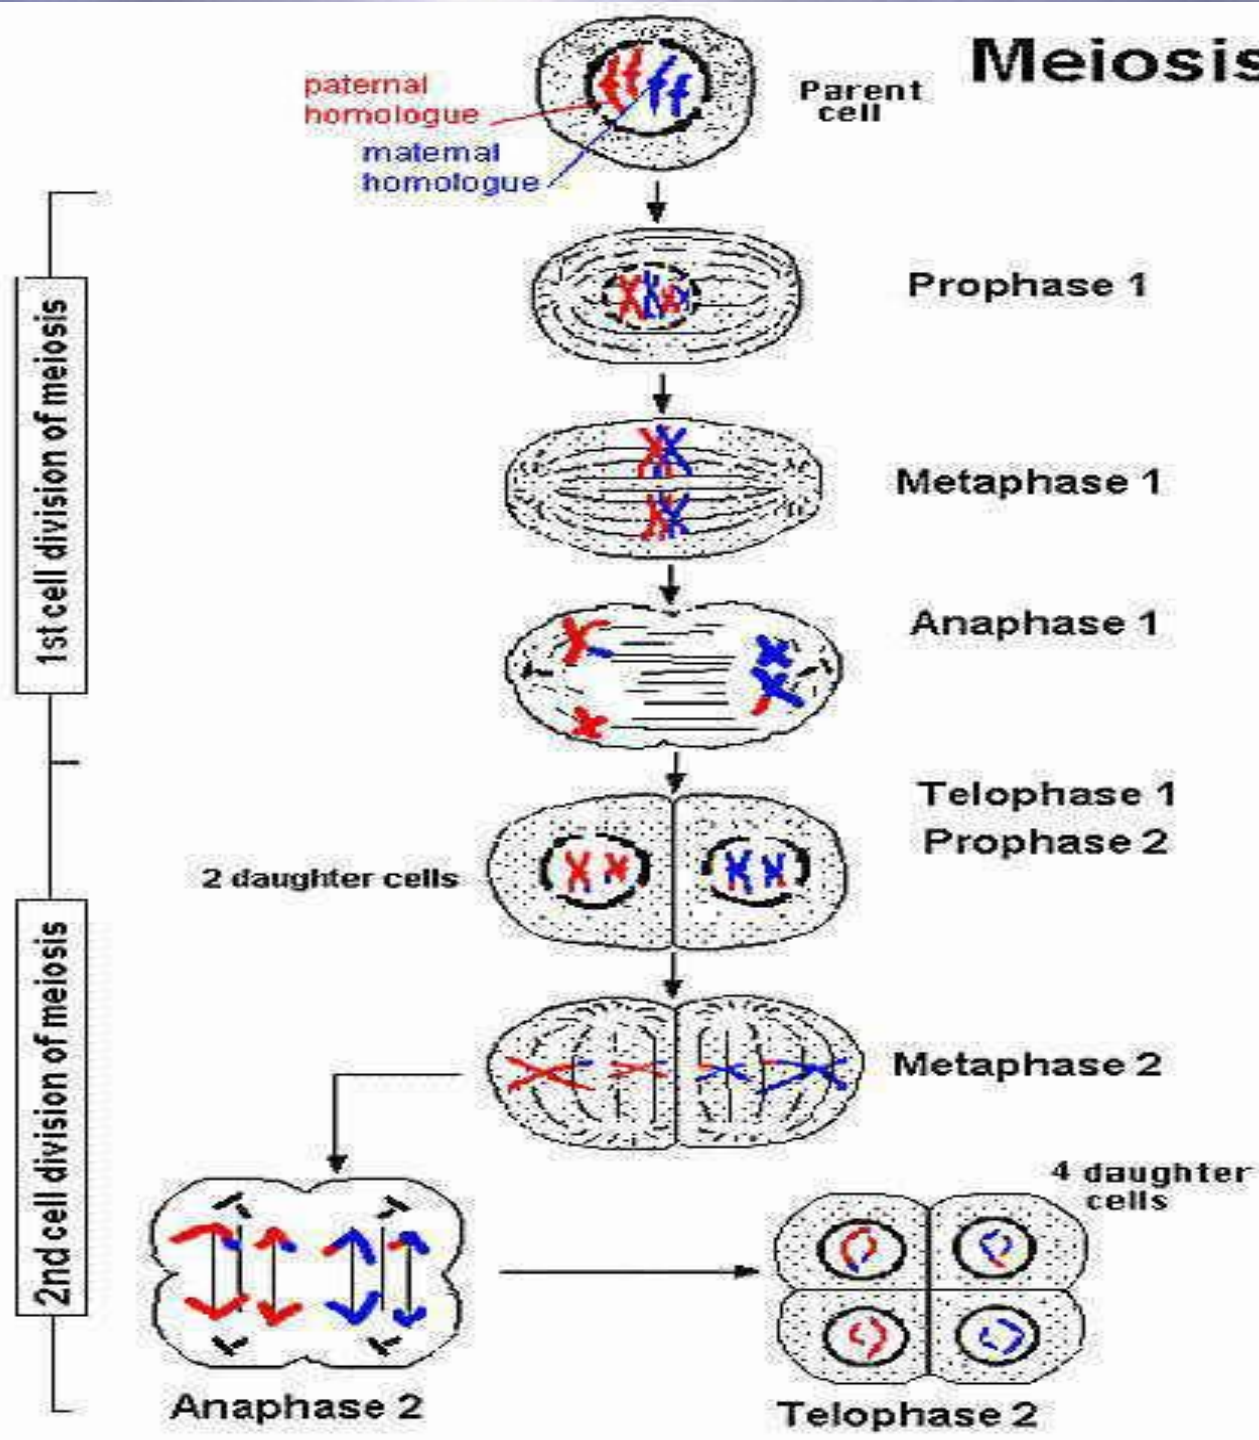 Meiosis
paternal
homologue
maternal
homologue
Parent
cell
1st cell division of meiosis
Prophase 1
Metaphase 1
Anaphase 1
Telophase 1
Prophase 2
2 daughter cells
2nd cell division of meiosis
Metaphase 2
4 daughter
cells
Anaphase 2
Telophase 2